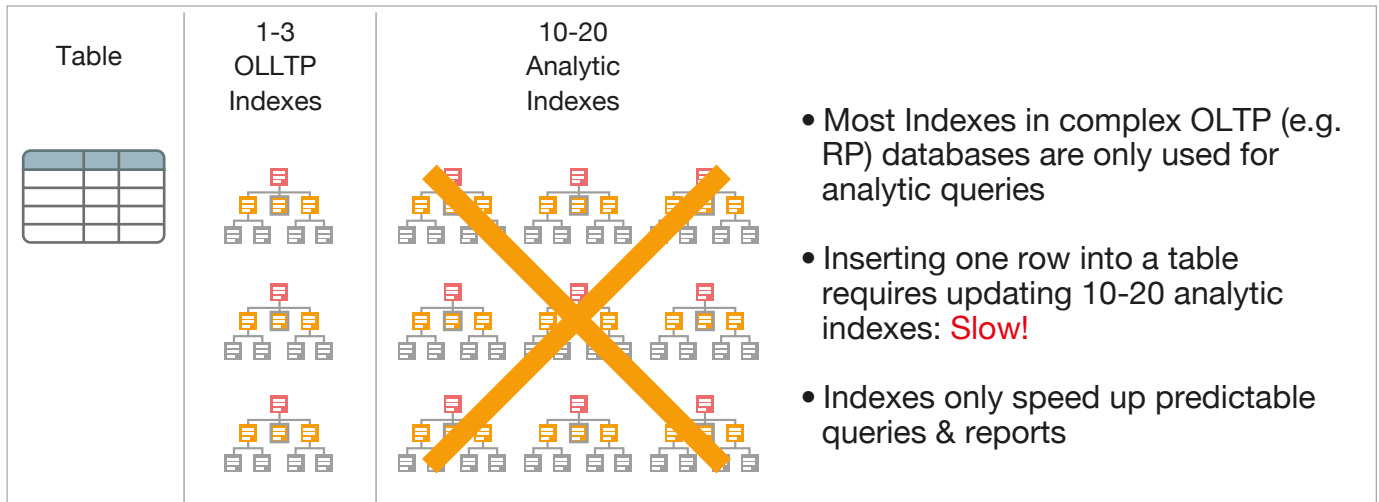 Table
1-3
OLLTP
Indexes
10-20
Analytic
Indexes
• Most Indexes in complex OLTP (e.g.
RP) databases are only used for
analytic queries
• Inserting one row into a table
requires updating 10-20 analytic
indexes: Slow!
• Indexes only speed up predictable
queries & reports